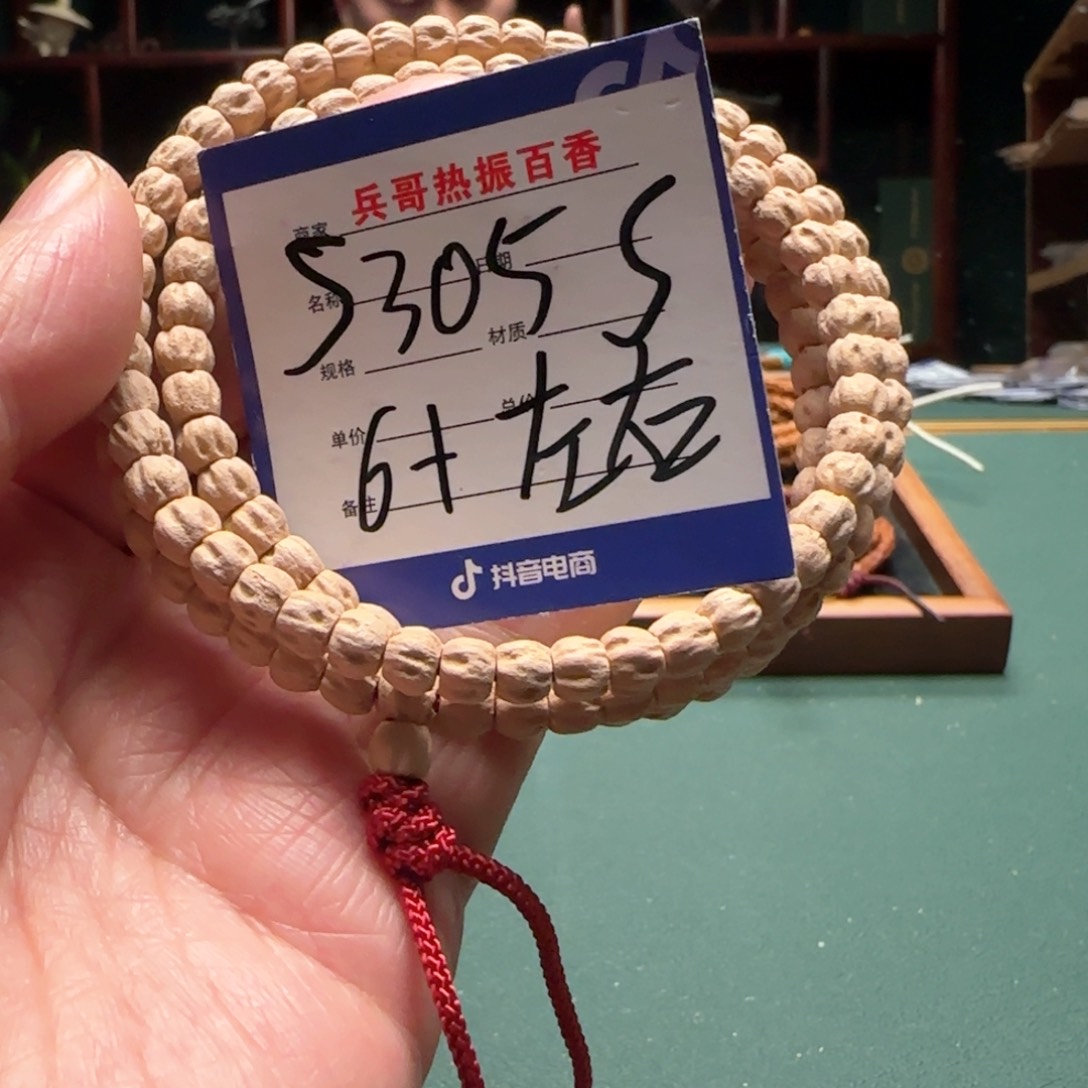 兵哥热振百香
商家
S305 S
日期
名称
材质
规格
总价
单价
6+ 左右
备注
抖音电商